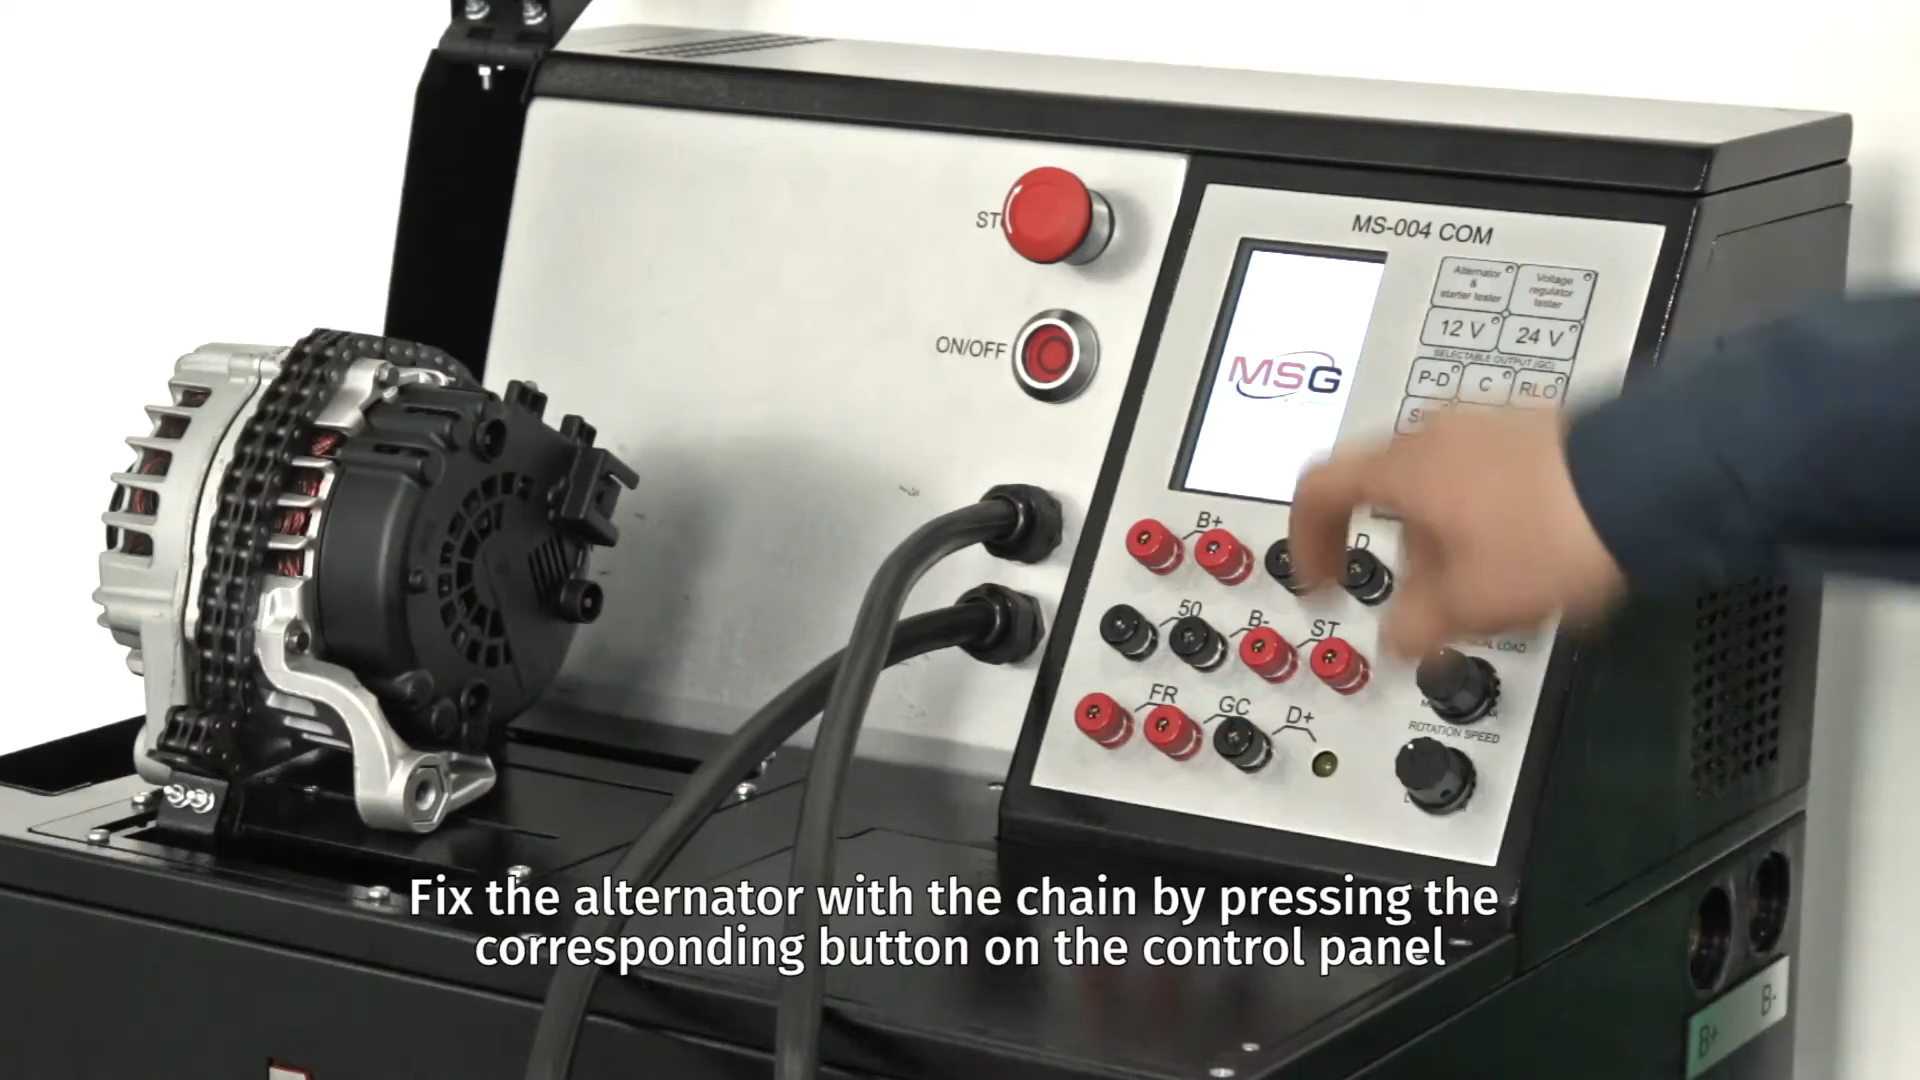 MS-004 COM
ST
Alternator
&
starter tester
Voltage
regulator
tester
12 V
24 V
SELECTABLE OUTPUT (GC)
P-D
C
RLO
ON/OFF
MSG
B+
D
50
B-
ST
LOAD
FR
GC
D+
ROTATION SPEED
Fix the alternator with the chain by pressing the
corresponding button on the control panel
B+
B-